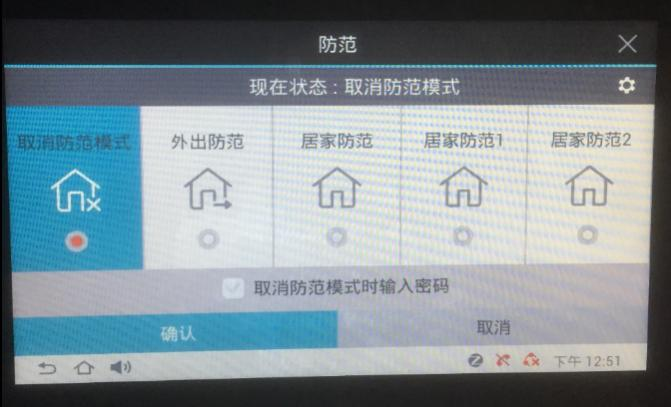 防范
现在状态：取消防范模式
取消防范模式 外出防范 居家防范 居家防范1 居家防范2
取消防范模式时输入密码
确认 取消
下午 12:51